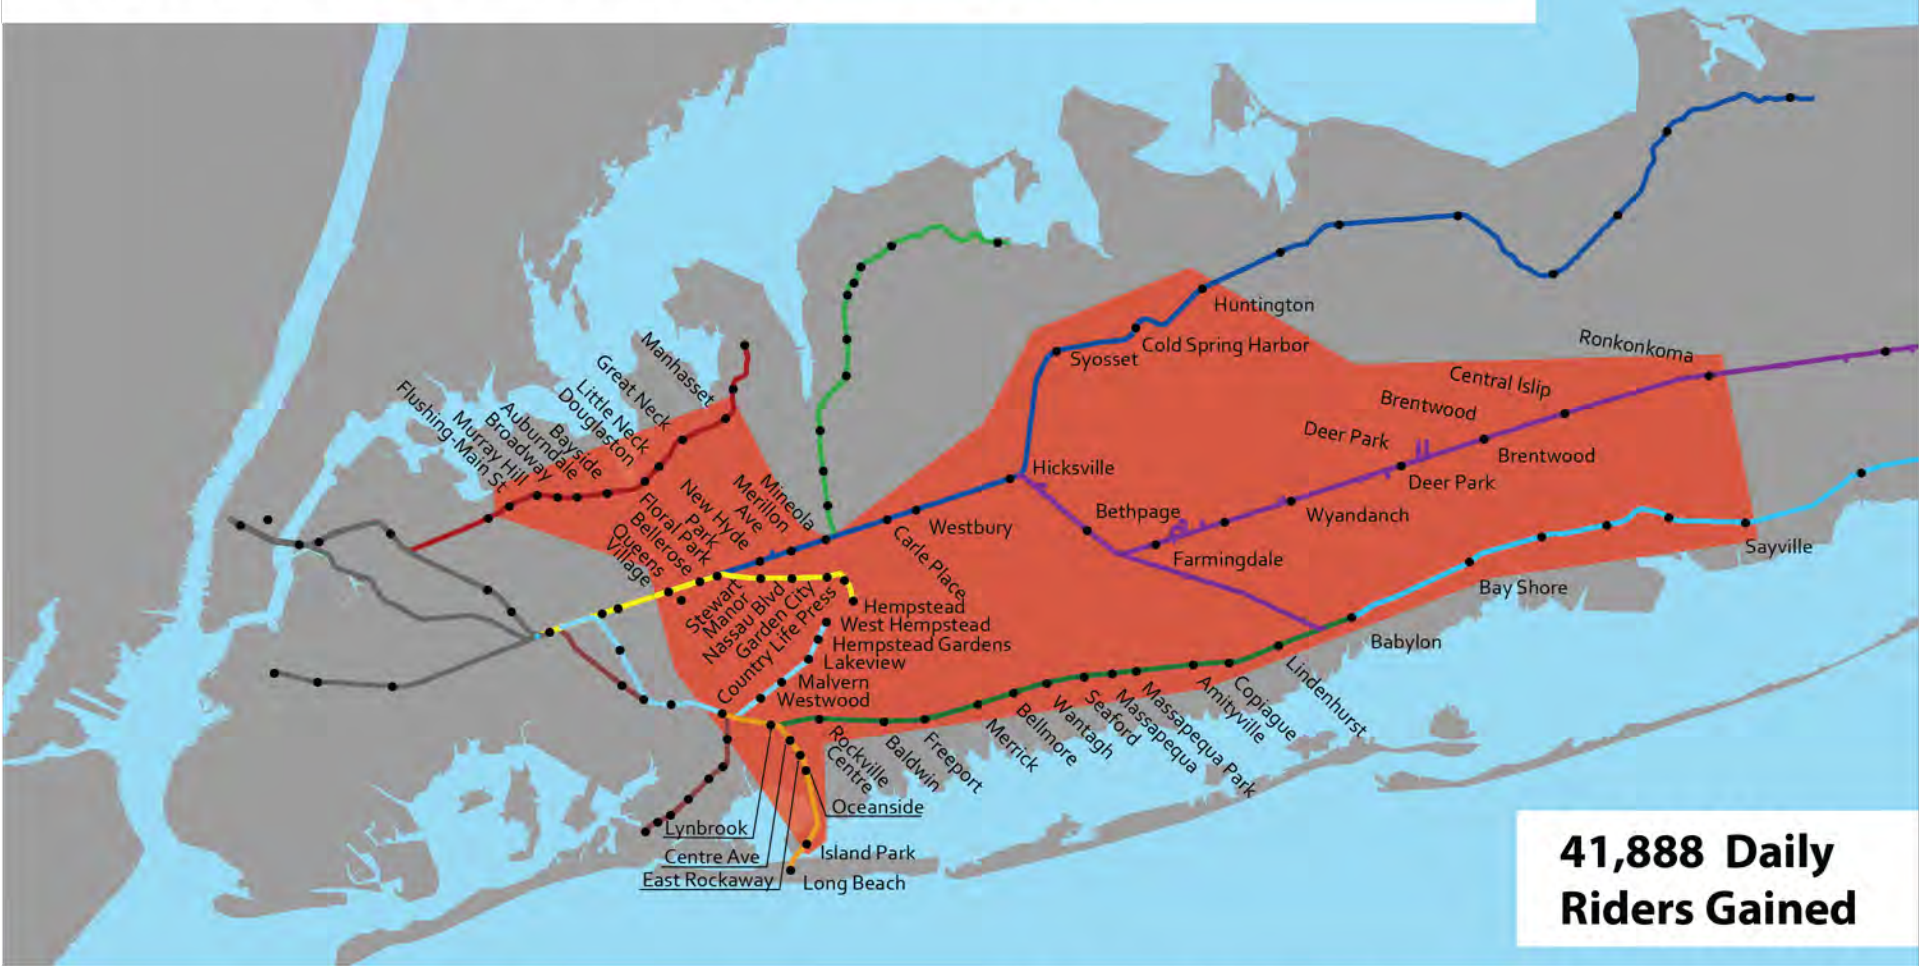 Manhasset
Great Neck
Little Neck
Douglaston
Bayside
Auburndale
Broadway
Murray Hill
Flushing-Main St
Mineola
Merillon
Ave
New Hyde
Park
Floral Park
Bellerose
Queens
Village
Stewart
Manor
Nassau Blvd
Garden City
Country Life Press
Hempstead
West Hempstead
Hempstead Gardens
Lakeview
Malvern
Westwood
Carle Place
Westbury
Hicksville
Syosset
Cold Spring Harbor
Huntington
Bethpage
Farmingdale
Wyandanch
Deer Park
Deer Park
Brentwood
Brentwood
Central Islip
Ronkonkoma
Sayville
Bay Shore
Babylon
Lindenhurst
Copiague
Amityville
Massapequa Park
Massapequa
Seaford
Wantagh
Bellmore
Merrick
Freeport
Baldwin
Rockville
Centre
Oceanside
Lynbrook
Centre Ave
East Rockaway
Island Park
Long Beach
41,888 Daily
Riders Gained